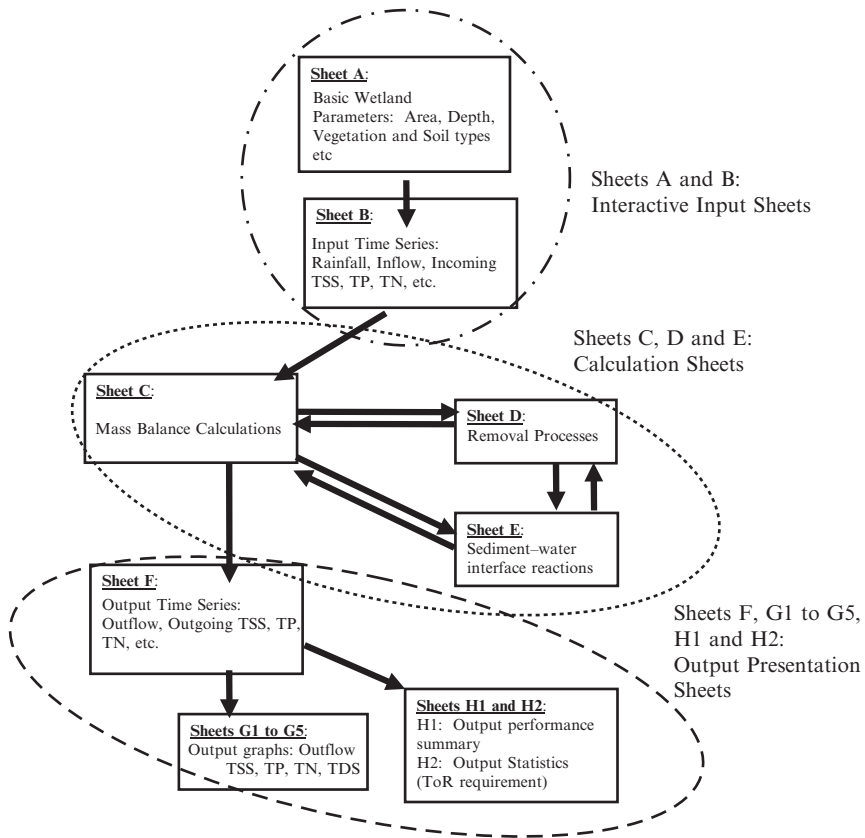 Sheet A:
Basic Wetland
Parameters: Area, Depth,
Vegetation and Soil types
etc
Sheets A and B:
Interactive Input Sheets
Sheet B:
Input Time Series:
Rainfall, Inflow, Incoming
TSS, TP, TN, etc.
Sheets C, D and E:
Calculation Sheets
Sheet C:
Mass Balance Calculations
Sheet D:
Removal Processes
Sheet E:
Sediment–water
interface reactions
Sheet F:
Output Time Series:
Outflow, Outgoing TSS, TP,
TN, etc.
Sheets F, G1 to G5,
H1 and H2:
Output Presentation
Sheets
Sheets G1 to G5:
Output graphs: Outflow
TSS, TP, TN, TDS
Sheets H1 and H2:
H1: Output performance
summary
H2: Output Statistics
(ToR requirement)